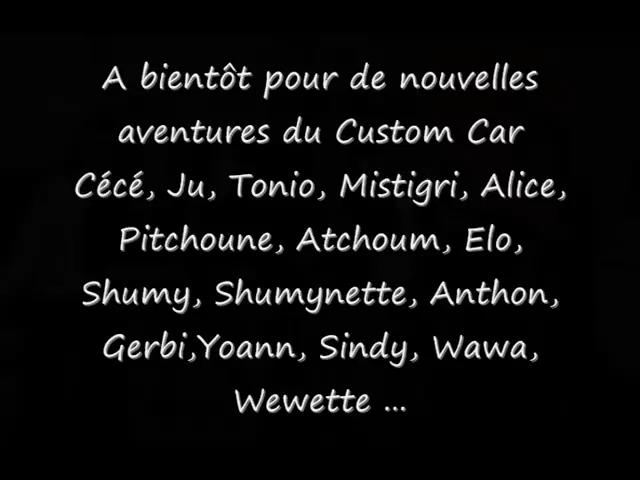 A bientôt pour de nouvelles
aventures du Custom Car
Cécé, Ju, Tonio, Mistigri, Alice,
Pitchoune, Atchoum, Elo,
Shumy, Shumynette, Anthon,
Gerbi,Yoann, Sindy, Wawa,
Wewette ...